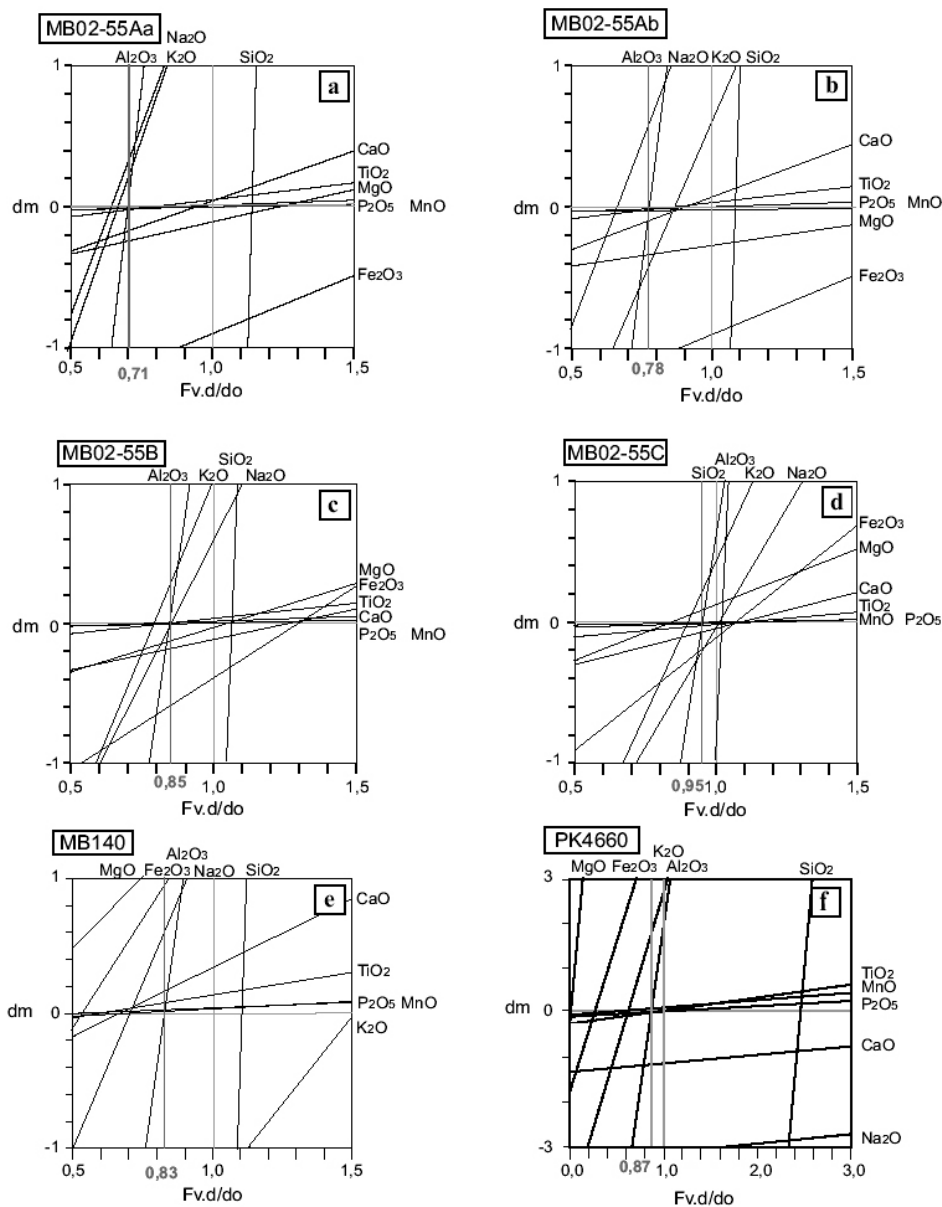 MB02-55Aa
Na₂O
Al₂O₃ K₂O SiO₂
1
a
CaO
TiO₂
MgO
dm 0 P₂O₅ MnO
Fe₂O₃
-1
0,5 0,71 1,0 1,5
Fv.d/do
MB02-55Ab
Al₂O₃ Na₂O K₂O SiO₂
1
b
CaO
TiO₂
dm 0 P₂O₅ MnO
MgO
Fe₂O₃
-1
0,5 0,78 1,0 1,5
Fv.d/do
MB02-55B
SiO₂
Al₂O₃ K₂O Na₂O
1
c
MgO
Fe₂O₃
TiO₂
CaO
dm 0
P₂O₅ MnO
-1
0,5 0,85 1,0 1,5
Fv.d/do
MB02-55C
Al₂O₃
SiO₂ K₂O Na₂O
1
d
Fe₂O₃
MgO
CaO
TiO₂
dm 0 MnO P₂O₅
-1
0,5 0,95 1,0 1,5
Fv.d/do
MB140
Al₂O₃
MgO Fe₂O₃ Na₂O SiO₂
1
e
CaO
TiO₂
P₂O₅ MnO
dm 0
K₂O
-1
0,5 0,83 1,0 1,5
Fv.d/do
PK4660
K₂O
MgO Fe₂O₃ Al₂O₃ SiO₂
3
f
TiO₂
MnO
dm 0 P₂O₅
CaO
Na₂O
-3
0,0 0,87 1,0 2,0 3,0
Fv.d/do